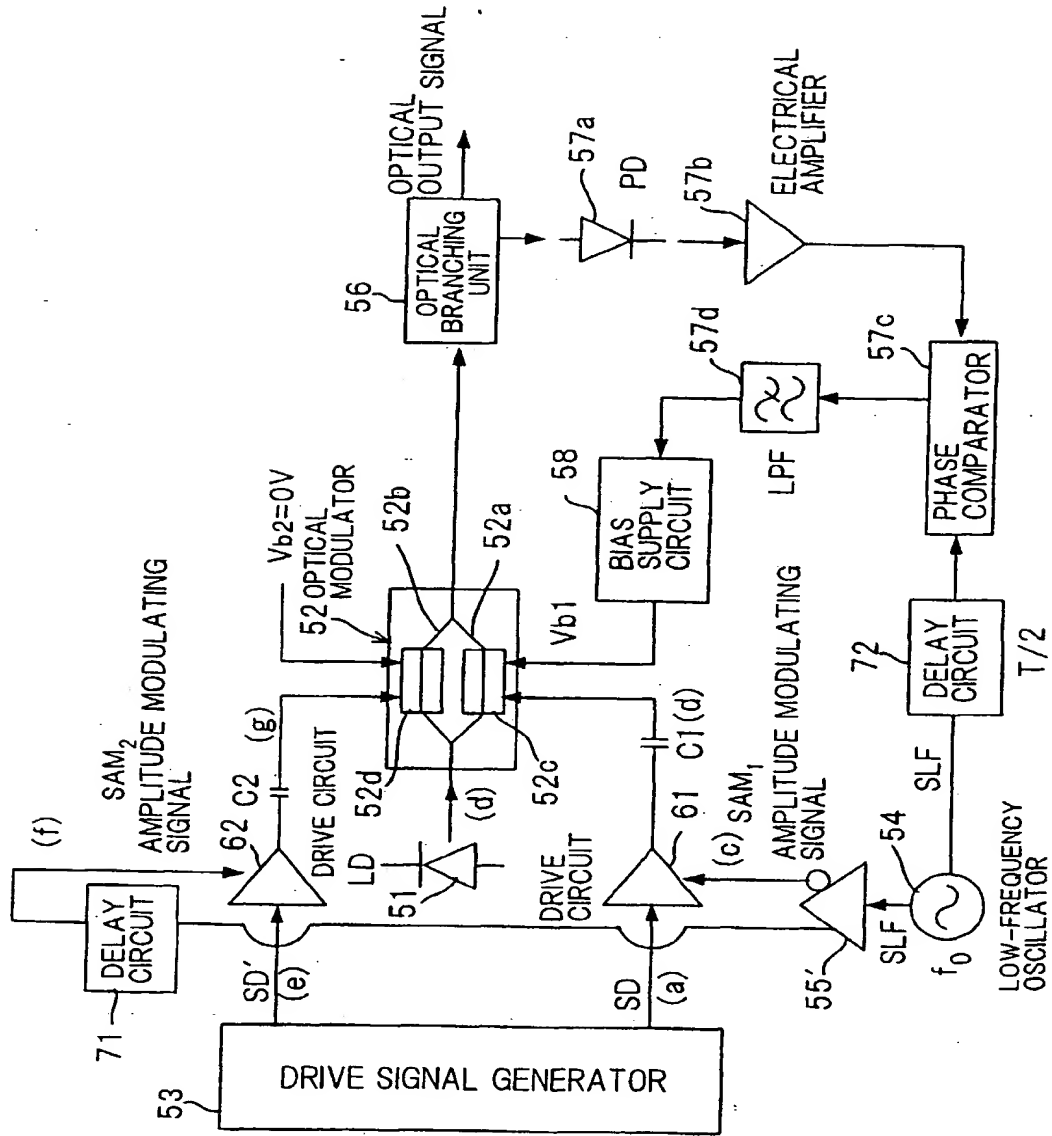 SAM2
AMPLITUDE MODULATING
SIGNAL
(f)
71
DELAY
CIRCUIT
62
C2
(g)
DRIVE CIRCUIT
SD'
(e)
Vb2=0V
52 OPTICAL
MODULATOR
52b
52a
52d
52c
(d)
LD
51
56
OPTICAL
BRANCHING
UNIT
OPTICAL
OUTPUT SIGNAL
57a
PD
57b
ELECTRICAL
AMPLIFIER
53
DRIVE SIGNAL GENERATOR
SD
(a)
DRIVE
CIRCUIT
61
C1(d)
Vb1
58
BIAS
SUPPLY
CIRCUIT
57d
LPF
57c
PHASE
COMPARATOR
(c) SAM1
AMPLITUDE MODULATING
SIGNAL
55'
SLF
54
f0
LOW-FREQUENCY
OSCILLATOR
SLF
72
DELAY
CIRCUIT
T/2